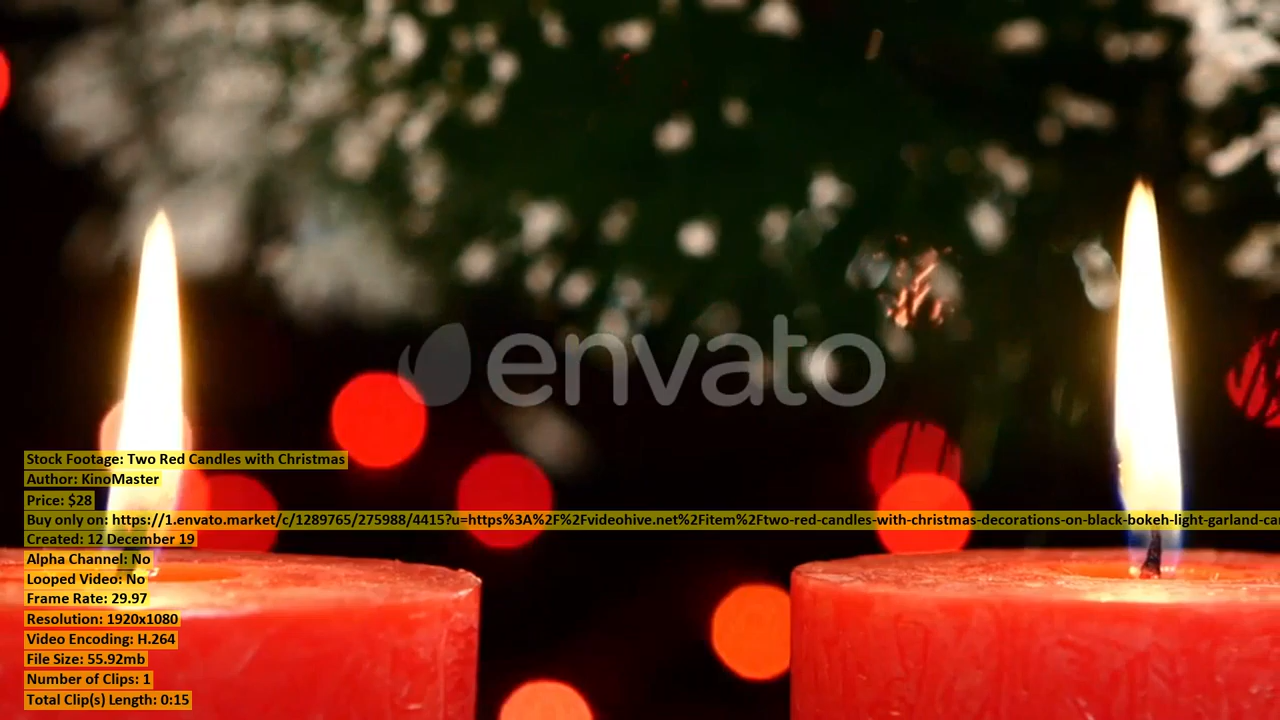 envato
Stock Footage: Two Red Candles with Christmas
Author: KinoMaster
Price: $28
Buy only on: https://1.envato.market/c/1289765/275988/4415?u=https%3A%2F%2Fvideohive.net%2Fitem%2Ftwo-red-candles-with-christmas-decorations-on-black-bokeh-light-garland-ca
Created: 12 December 19
Alpha Channel: No
Looped Video: No
Frame Rate: 29.97
Resolution: 1920x1080
Video Encoding: H.264
File Size: 55.92mb
Number of Clips: 1
Total Clip(s) Length: 0:15